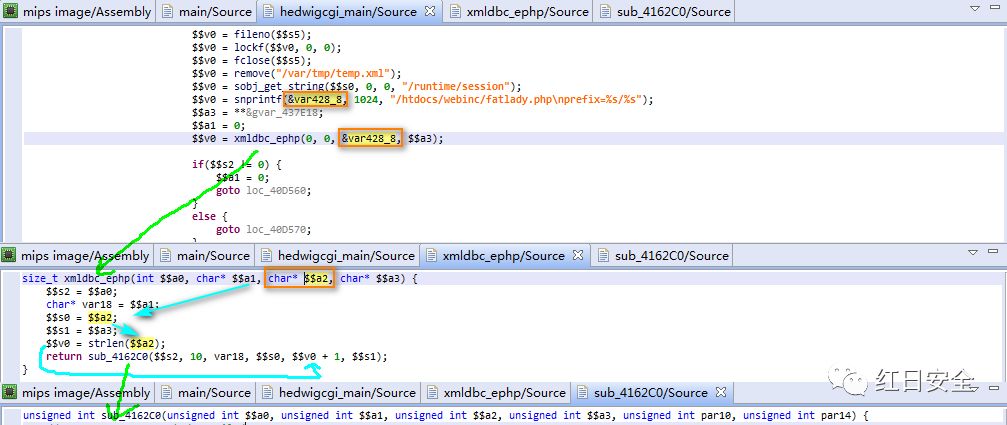 mips image/Assembly main/Source hedwigcgi_main/Source xmldbc_ephp/Source sub_4162C0/Source
$$v0 = fileno($$s5);
$$v0 = lockf($$v0, 0, 0);
$$v0 = fclose($$s5);
$$v0 = remove("/var/tmp/temp.xml");
$$v0 = sobj_get_string($$s0, 0, 0, "/runtime/session");
$$v0 = snprintf(&var428_8, 1024, "/htdocs/webinc/fatlady.php\nprefix=%s/%s");
$$a3 = **&gvar_437E18;
$$a1 = 0;
$$v0 = xmldbc_ephp(0, 0, &var428_8, $$a3);
if($$s2 != 0) {
$$a1 = 0;
goto loc_40D560;
}
else {
goto loc_40D570;
}
mips image/Assembly main/Source hedwigcgi_main/Source xmldbc_ephp/Source sub_4162C0/Source
size_t xmldbc_ephp(int $$a0, char* $$a1, char* $$a2, char* $$a3) {
$$s2 = $$a0;
char* var18 = $$a1;
$$s0 = $$a2;
$$s1 = $$a3;
$$v0 = strlen($$a2);
return sub_4162C0($$s2, 10, var18, $$s0, $$v0 + 1, $$s1);
}
红日安全
mips image/Assembly main/Source hedwigcgi_main/Source xmldbc_ephp/Source sub_4162C0/Source
unsigned int sub_4162C0(unsigned int $$a0, unsigned int $$a1, unsigned int $$a2, unsigned int $$a3, unsigned int par10, unsigned int par14) {